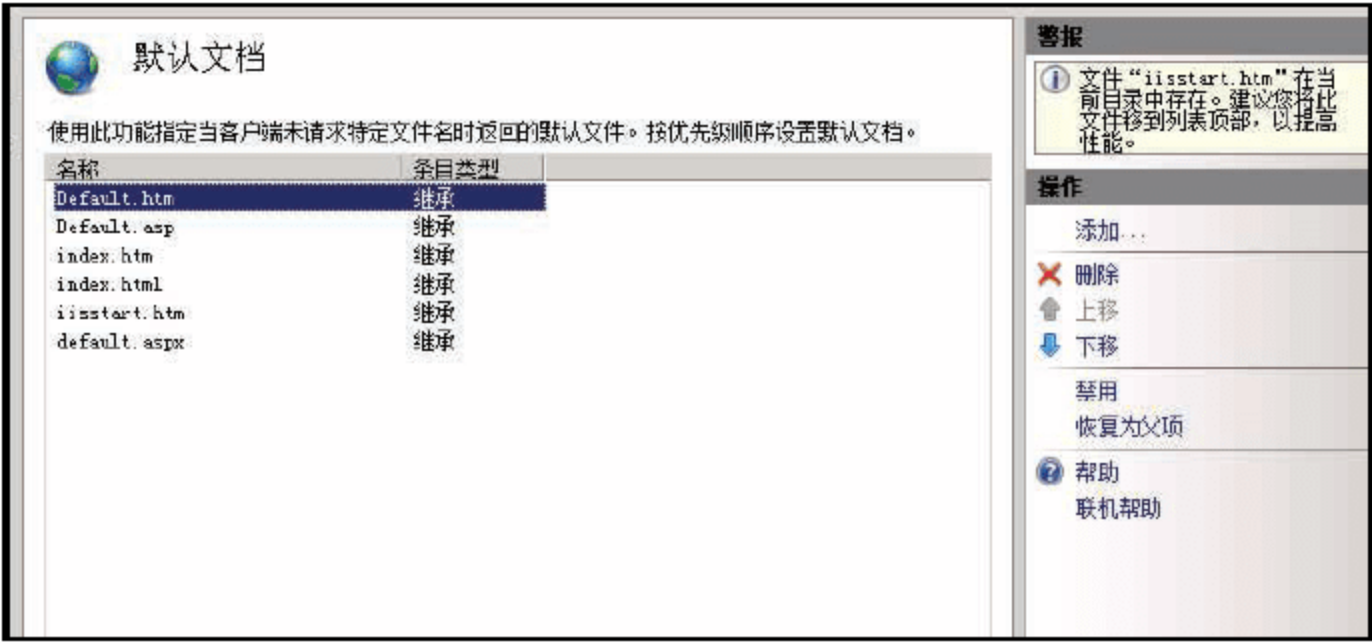 默认文档
使用此功能指定当客户端未请求特定文件名时返回的默认文件。按优先级顺序设置默认文档。
名称 条目类型
Default.htm 继承
Default.asp 继承
index.htm 继承
index.html 继承
iisstart.htm 继承
default.aspx 继承
警报
文件“iisstart.htm”在当
前目录中存在。建议您将此
文件移到列表顶部，以提高
性能。
操作
添加...
删除
上移
下移
禁用
恢复为父项
帮助
联机帮助